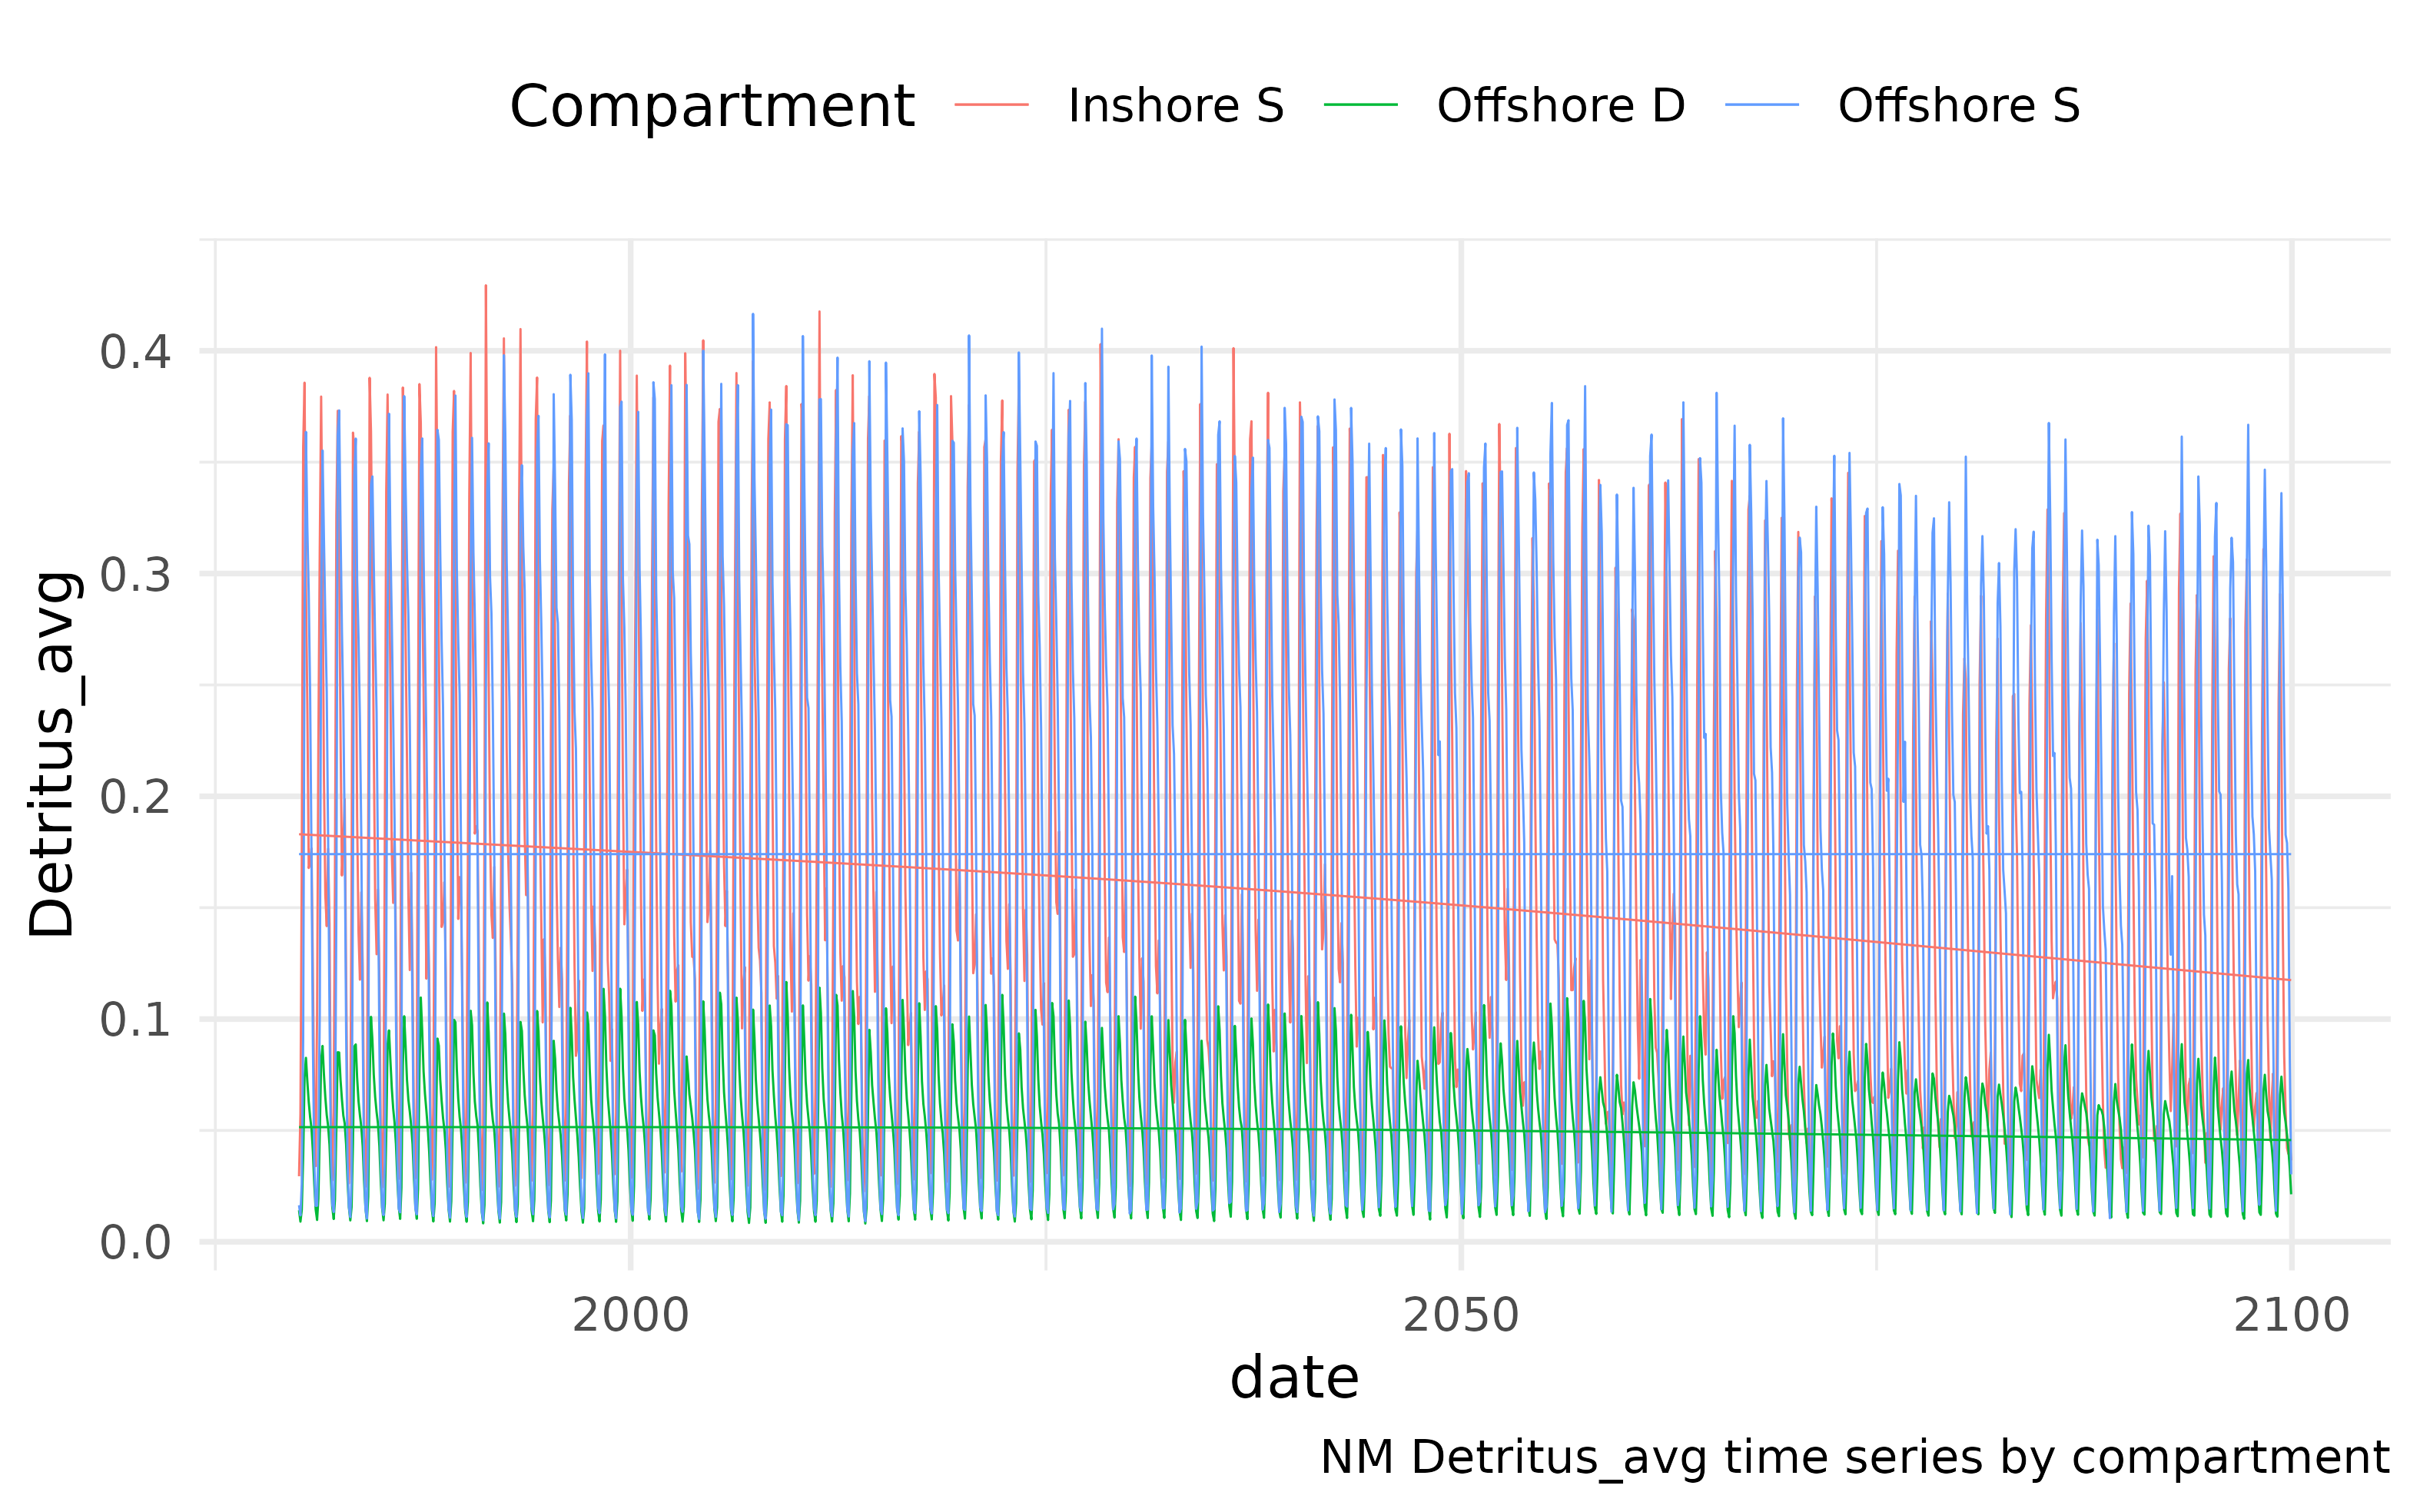 Compartment Inshore S Offshore D Offshore S
Detritus_avg
0.4
0.3
0.2
0.1
0.0
2000 2050 2100
date
NM Detritus_avg time series by compartment